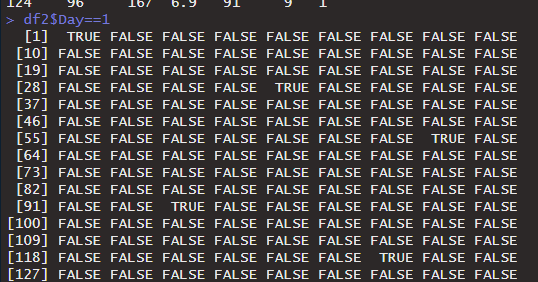 124 96 167 6.9 91 9 1
> df2$Day==1
[1] TRUE FALSE FALSE FALSE FALSE FALSE FALSE FALSE FALSE
[10] FALSE FALSE FALSE FALSE FALSE FALSE FALSE FALSE FALSE
[19] FALSE FALSE FALSE FALSE FALSE FALSE FALSE FALSE FALSE
[28] FALSE FALSE FALSE FALSE TRUE FALSE FALSE FALSE FALSE
[37] FALSE FALSE FALSE FALSE FALSE FALSE FALSE FALSE FALSE
[46] FALSE FALSE FALSE FALSE FALSE FALSE FALSE FALSE FALSE
[55] FALSE FALSE FALSE FALSE FALSE FALSE FALSE TRUE FALSE
[64] FALSE FALSE FALSE FALSE FALSE FALSE FALSE FALSE FALSE
[73] FALSE FALSE FALSE FALSE FALSE FALSE FALSE FALSE FALSE
[82] FALSE FALSE FALSE FALSE FALSE FALSE FALSE FALSE FALSE
[91] FALSE FALSE TRUE FALSE FALSE FALSE FALSE FALSE FALSE
[100] FALSE FALSE FALSE FALSE FALSE FALSE FALSE FALSE FALSE
[109] FALSE FALSE FALSE FALSE FALSE FALSE FALSE FALSE FALSE
[118] FALSE FALSE FALSE FALSE FALSE FALSE TRUE FALSE FALSE
[127] FALSE FALSE FALSE FALSE FALSE FALSE FALSE FALSE FALSE